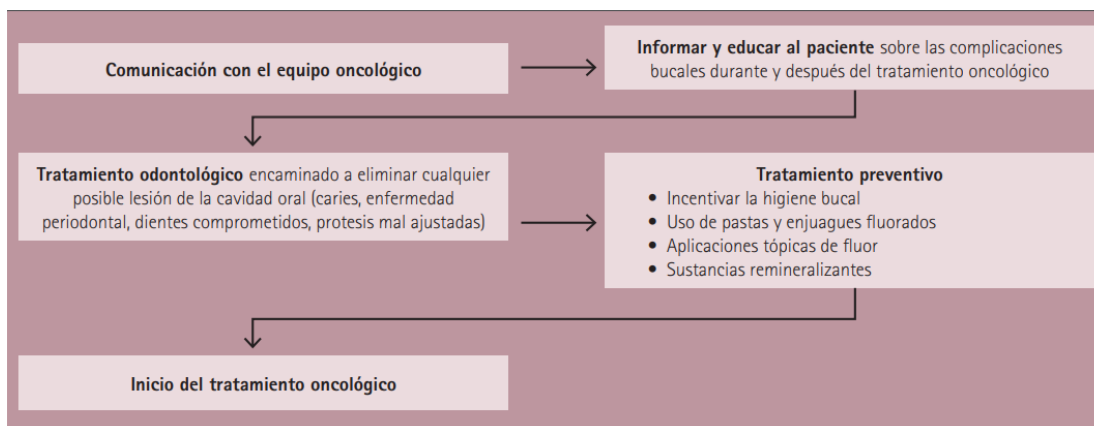 Comunicación con el equipo oncológico
Informar y educar al paciente sobre las complicaciones
bucales durante y después del tratamiento oncológico
Tratamiento odontológico encaminado a eliminar cualquier
posible lesión de la cavidad oral (caries, enfermedad
periodontal, dientes comprometidos, protesis mal ajustadas)
Tratamiento preventivo
• Incentivar la higiene bucal
• Uso de pastas y enjuagues fluorados
• Aplicaciones tópicas de fluor
• Sustancias remineralizantes
Inicio del tratamiento oncológico